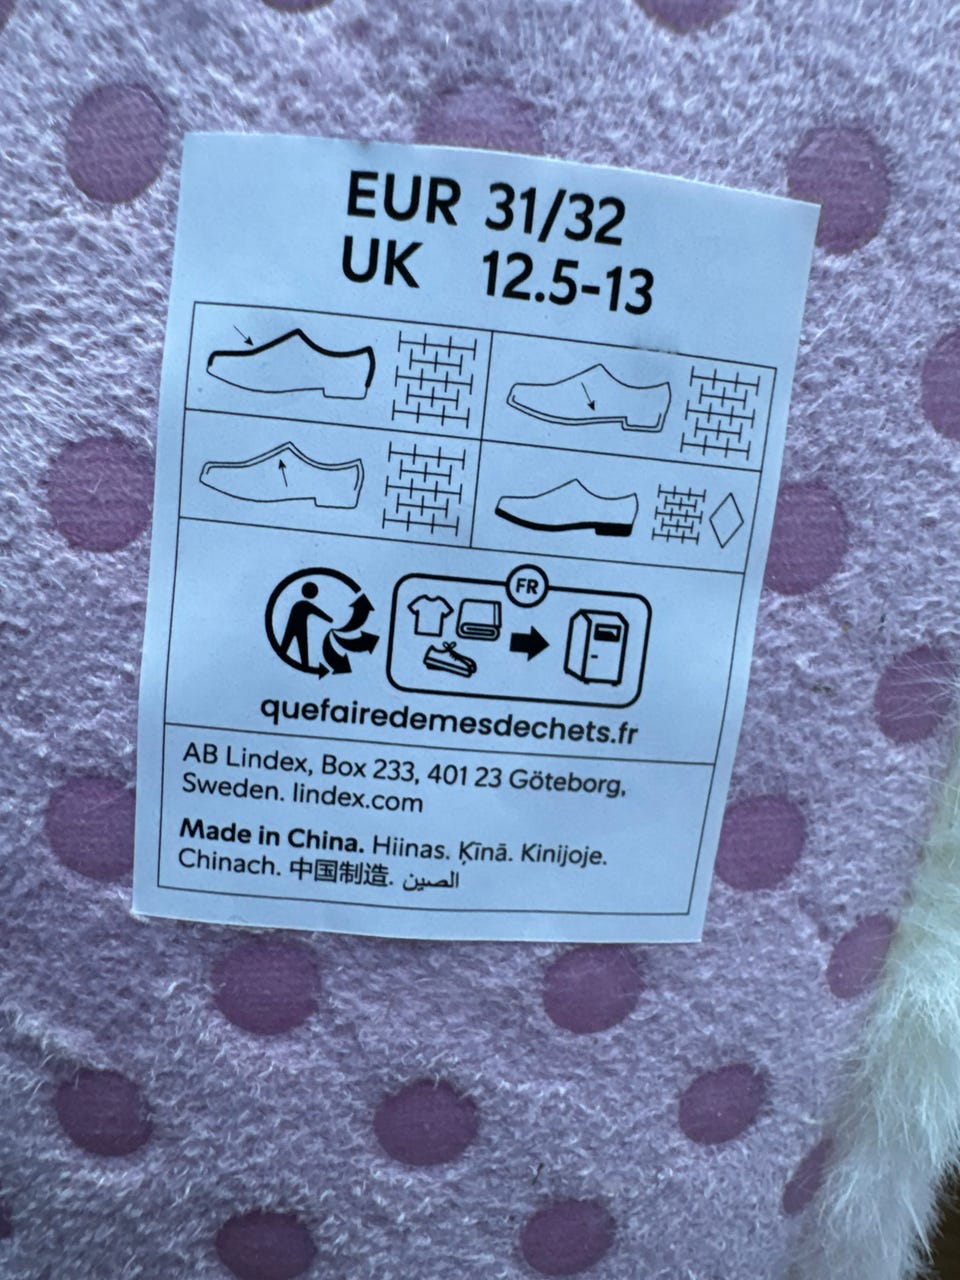 EUR 31/32
UK 12.5-13
FR
quefairedemesdechets.fr
AB Lindex, Box 233, 401 23 Göteborg,
Sweden. lindex.com
Made in China. Hiinas. Ķīnā. Kinijoje.
Chinach. 中国制造. الصين